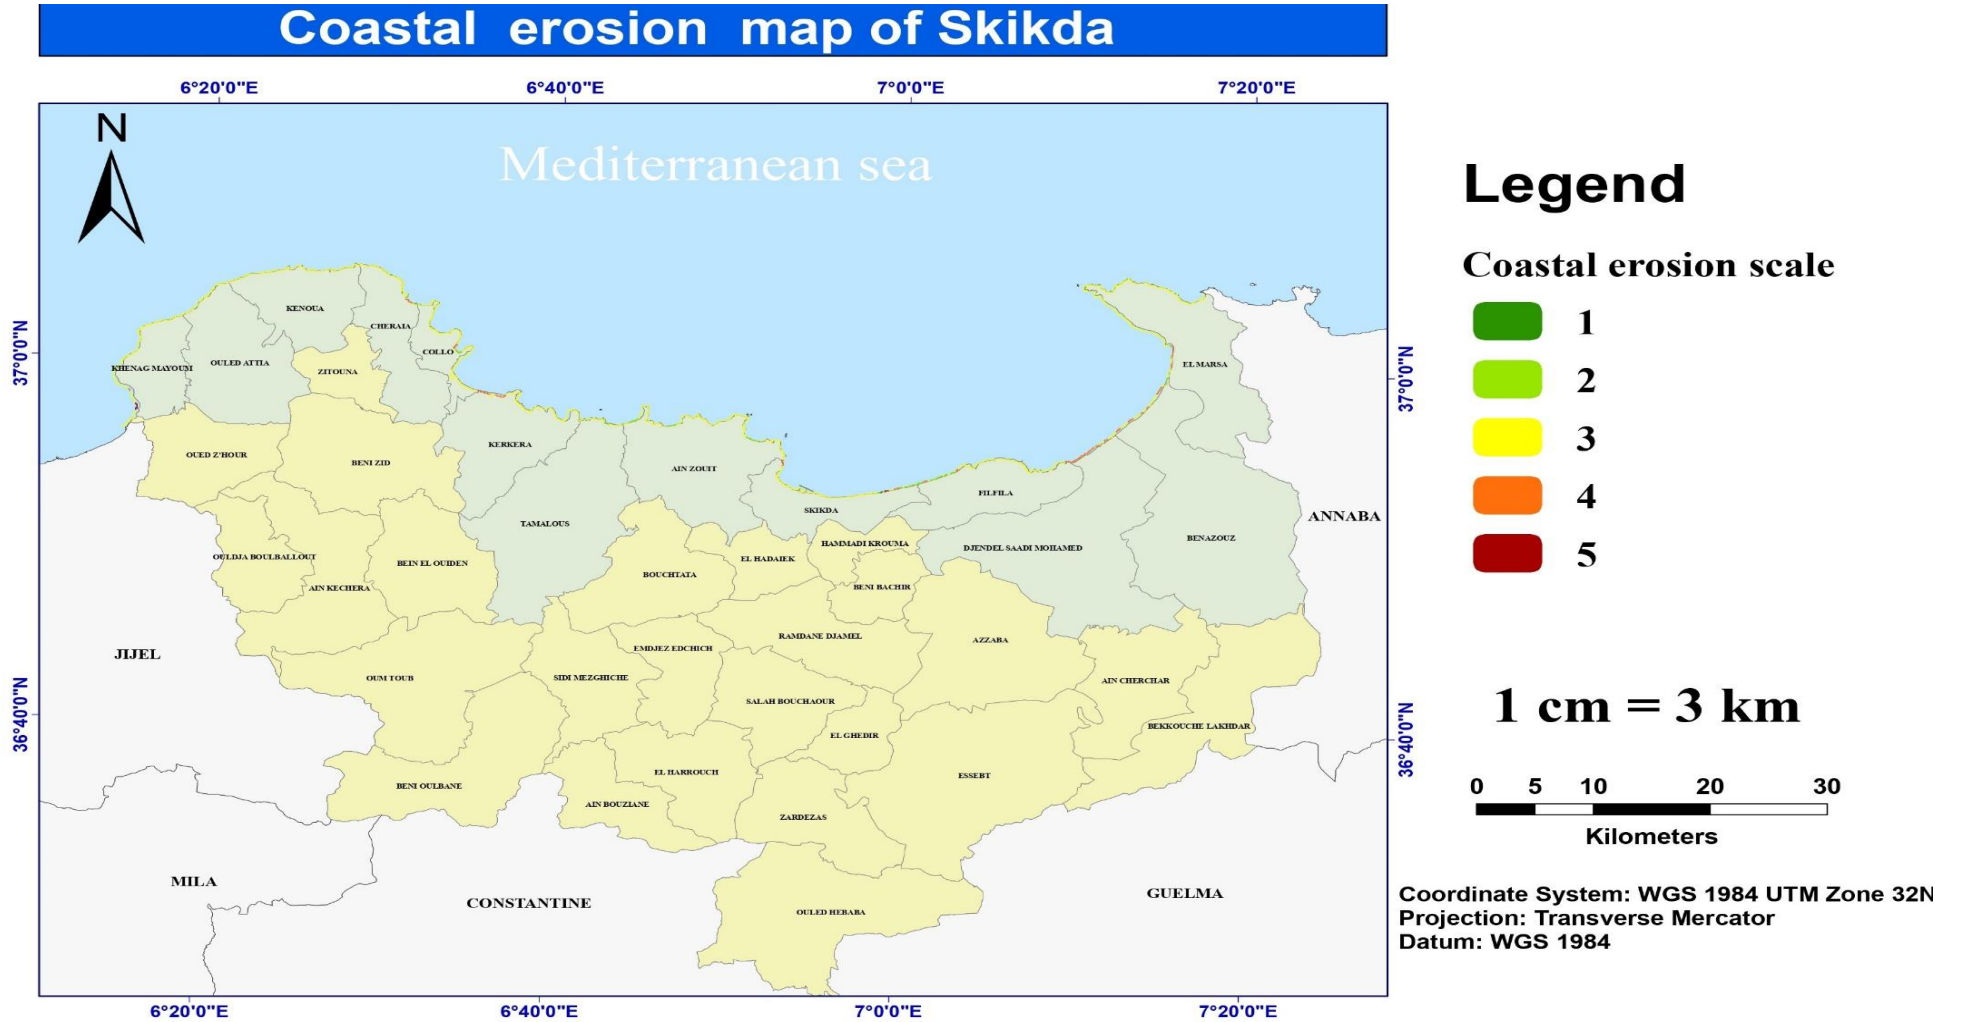 Coastal erosion map of Skikda
6°20'0"E 6°40'0"E 7°0'0"E 7°20'0"E
N
Mediterranean sea
KENOUA
CHERAIA
COLLO
KHENAG MAYOUM
OULED ATTIA
ZITOUNA
EL MARSA
37°0'0"N
37°0'0"N
KERKERA
OUED Z'HOUR
BENI ZID
AIN ZOUIT
FILFILA
SKIKDA
TAMALOUS
ANNABA
BENAZOUZ
HAMMADI KROUMA
DJENDEL SAADI MOHAMED
OULDJA BOULBALLOUT
BEIN EL OUIDEN
EL HADAIEK
BOUCHTATA
AIN KECHERA
BENI BACHIR
RAMDANE DJAMEL
AZZABA
EMDJEZ EDCHICH
JIJEL
OUM TOUB
SIDI MEZGHICHE
AIN CHERCHAR
SALAH BOUCHAOUR
BEKKOUCHE LAKHDAR
EL GHEDIR
36°40'0"N
36°40'0"N
EL HARROUCH
ESSEBT
BENI OULBANE
AIN BOUZIANE
ZARDEZAS
MILA
CONSTANTINE
GUELMA
OULED HEBABA
6°20'0"E 6°40'0"E 7°0'0"E 7°20'0"E
Legend
Coastal erosion scale
1
2
3
4
5
1 cm = 3 km
0 5 10 20 30
Kilometers
Coordinate System: WGS 1984 UTM Zone 32N
Projection: Transverse Mercator
Datum: WGS 1984